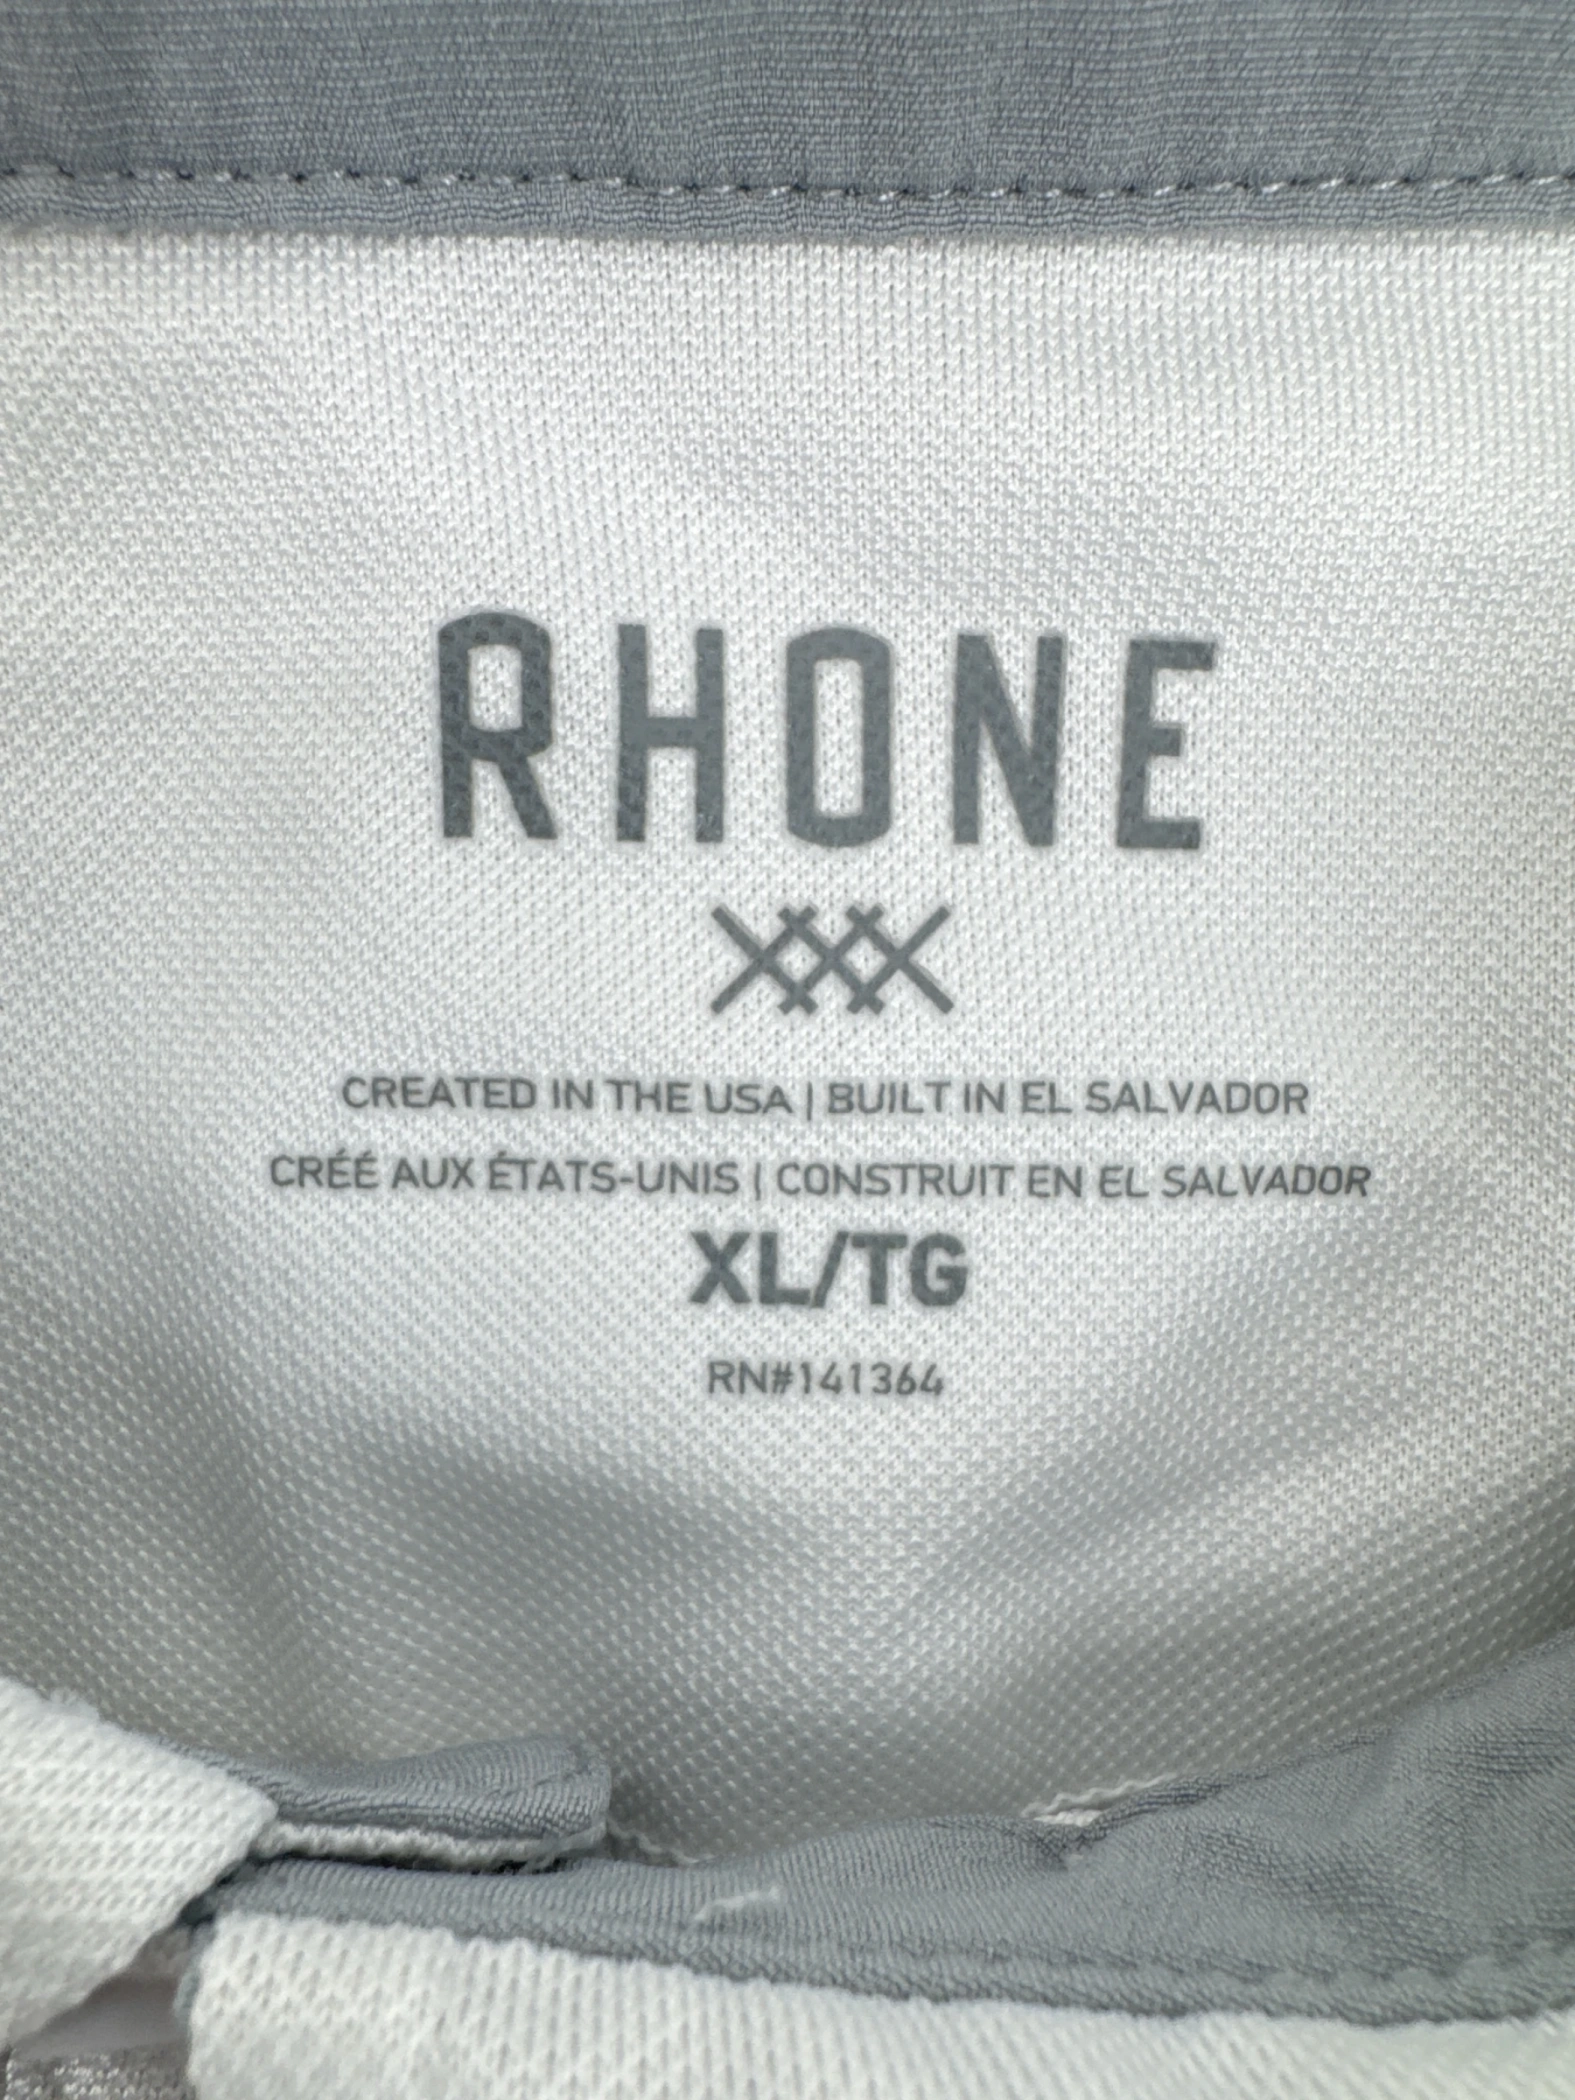 RHONE
CREATED IN THE USA | BUILT IN EL SALVADOR
CRÉÉ AUX ÉTATS-UNIS | CONSTRUIT EN EL SALVADOR
XL/TG
RN#141364